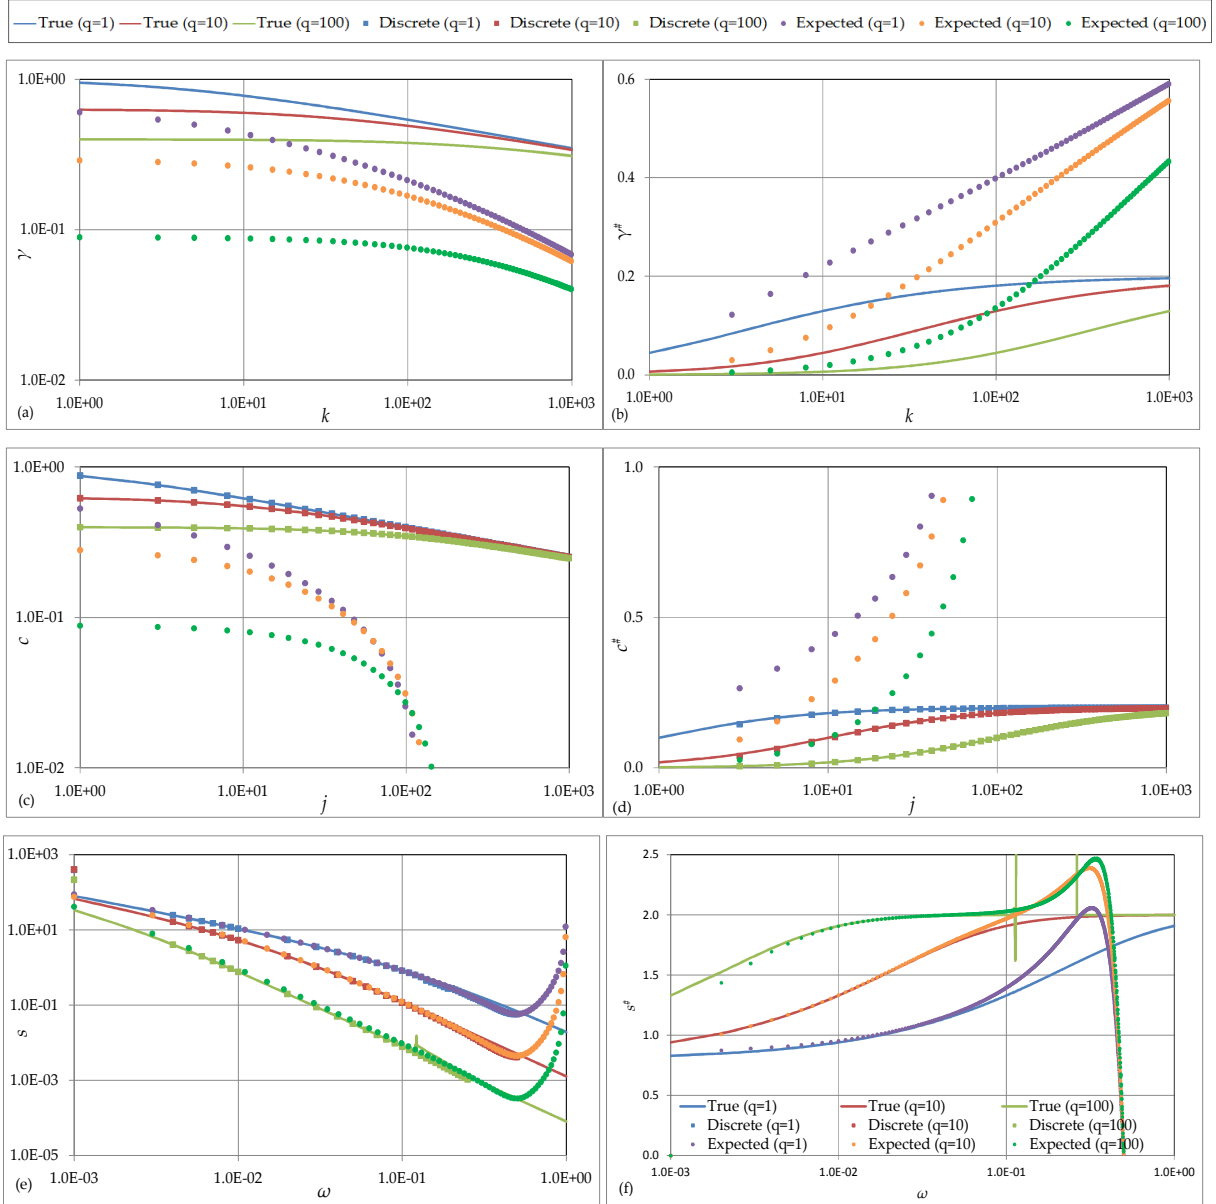 True (q=1) True (q=10) True (q=100) Discrete (q=1) Discrete (q=10) Discrete (q=100) Expected (q=1) Expected (q=10) Expected (q=100)
1.0E+00
1.0E-01
1.0E-02
γ
1.0E+00 1.0E+01 1.0E+02 1.0E+03
(a)
k
0.6
0.4
0.2
0.0
γ#
1.0E+00 1.0E+01 1.0E+02 1.0E+03
(b)
k
1.0E+00
1.0E-01
1.0E-02
c
1.0E+00 1.0E+01 1.0E+02 1.0E+03
(c)
j
1.0
0.5
0.0
c#
1.0E+00 1.0E+01 1.0E+02 1.0E+03
(d)
j
1.0E+03
1.0E+01
1.0E-01
1.0E-03
1.0E-05
s
1.0E-03 1.0E-02 1.0E-01 1.0E+00
(e)
ω
2.5
2.0
1.5
1.0
0.5
0.0
s#
True (q=1) True (q=10) True (q=100)
Discrete (q=1) Discrete (q=10) Discrete (q=100)
Expected (q=1) Expected (q=10) Expected (q=100)
1.0E-03 1.0E-02 1.0E-01 1.0E+00
(f)
ω